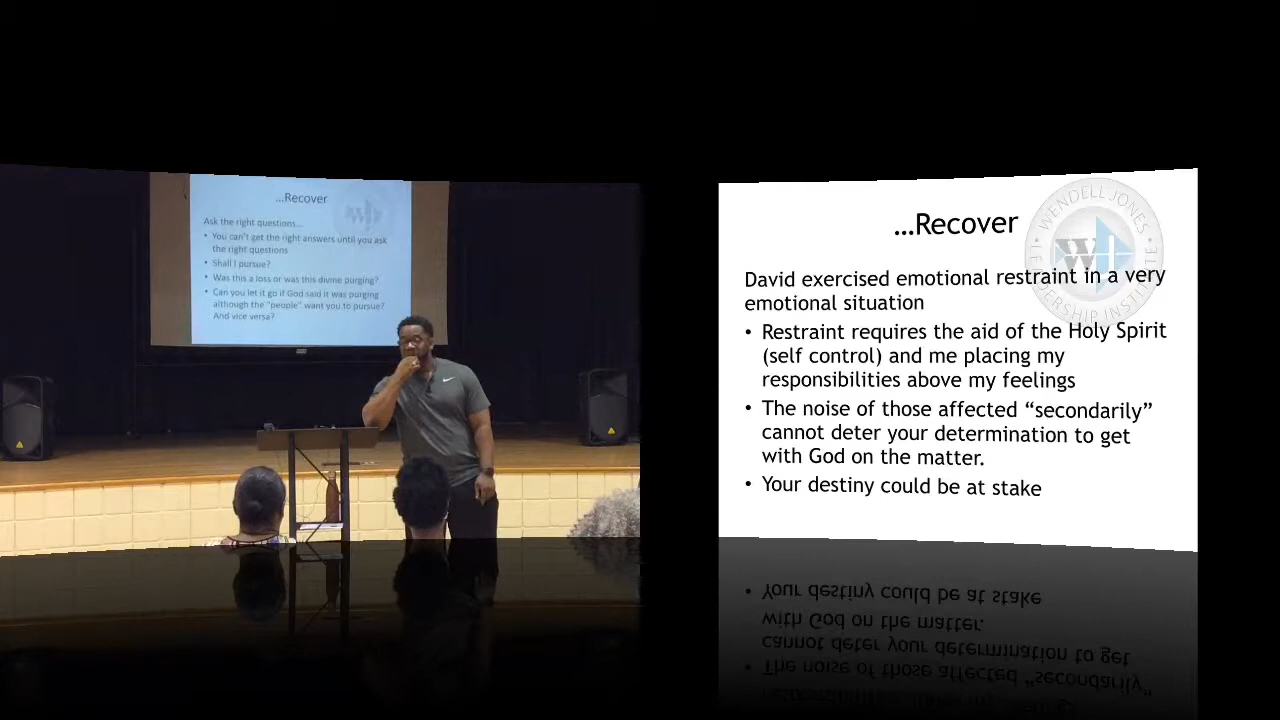 ...Recover
Ask the right questions...
• You can't get the right answers until you ask
the right questions
• Shall I pursue?
• Was this a loss or was this divine purging?
• Can you let it go if God said it was purging
although the "people" want you to pursue?
And vice versa?
...Recover
WENDELL JONES
LEADERSHIP INSTITUTE
David exercised emotional restraint in a very
emotional situation
• Restraint requires the aid of the Holy Spirit
(self control) and me placing my
responsibilities above my feelings
• The noise of those affected “secondarily”
cannot deter your determination to get
with God on the matter.
• Your destiny could be at stake